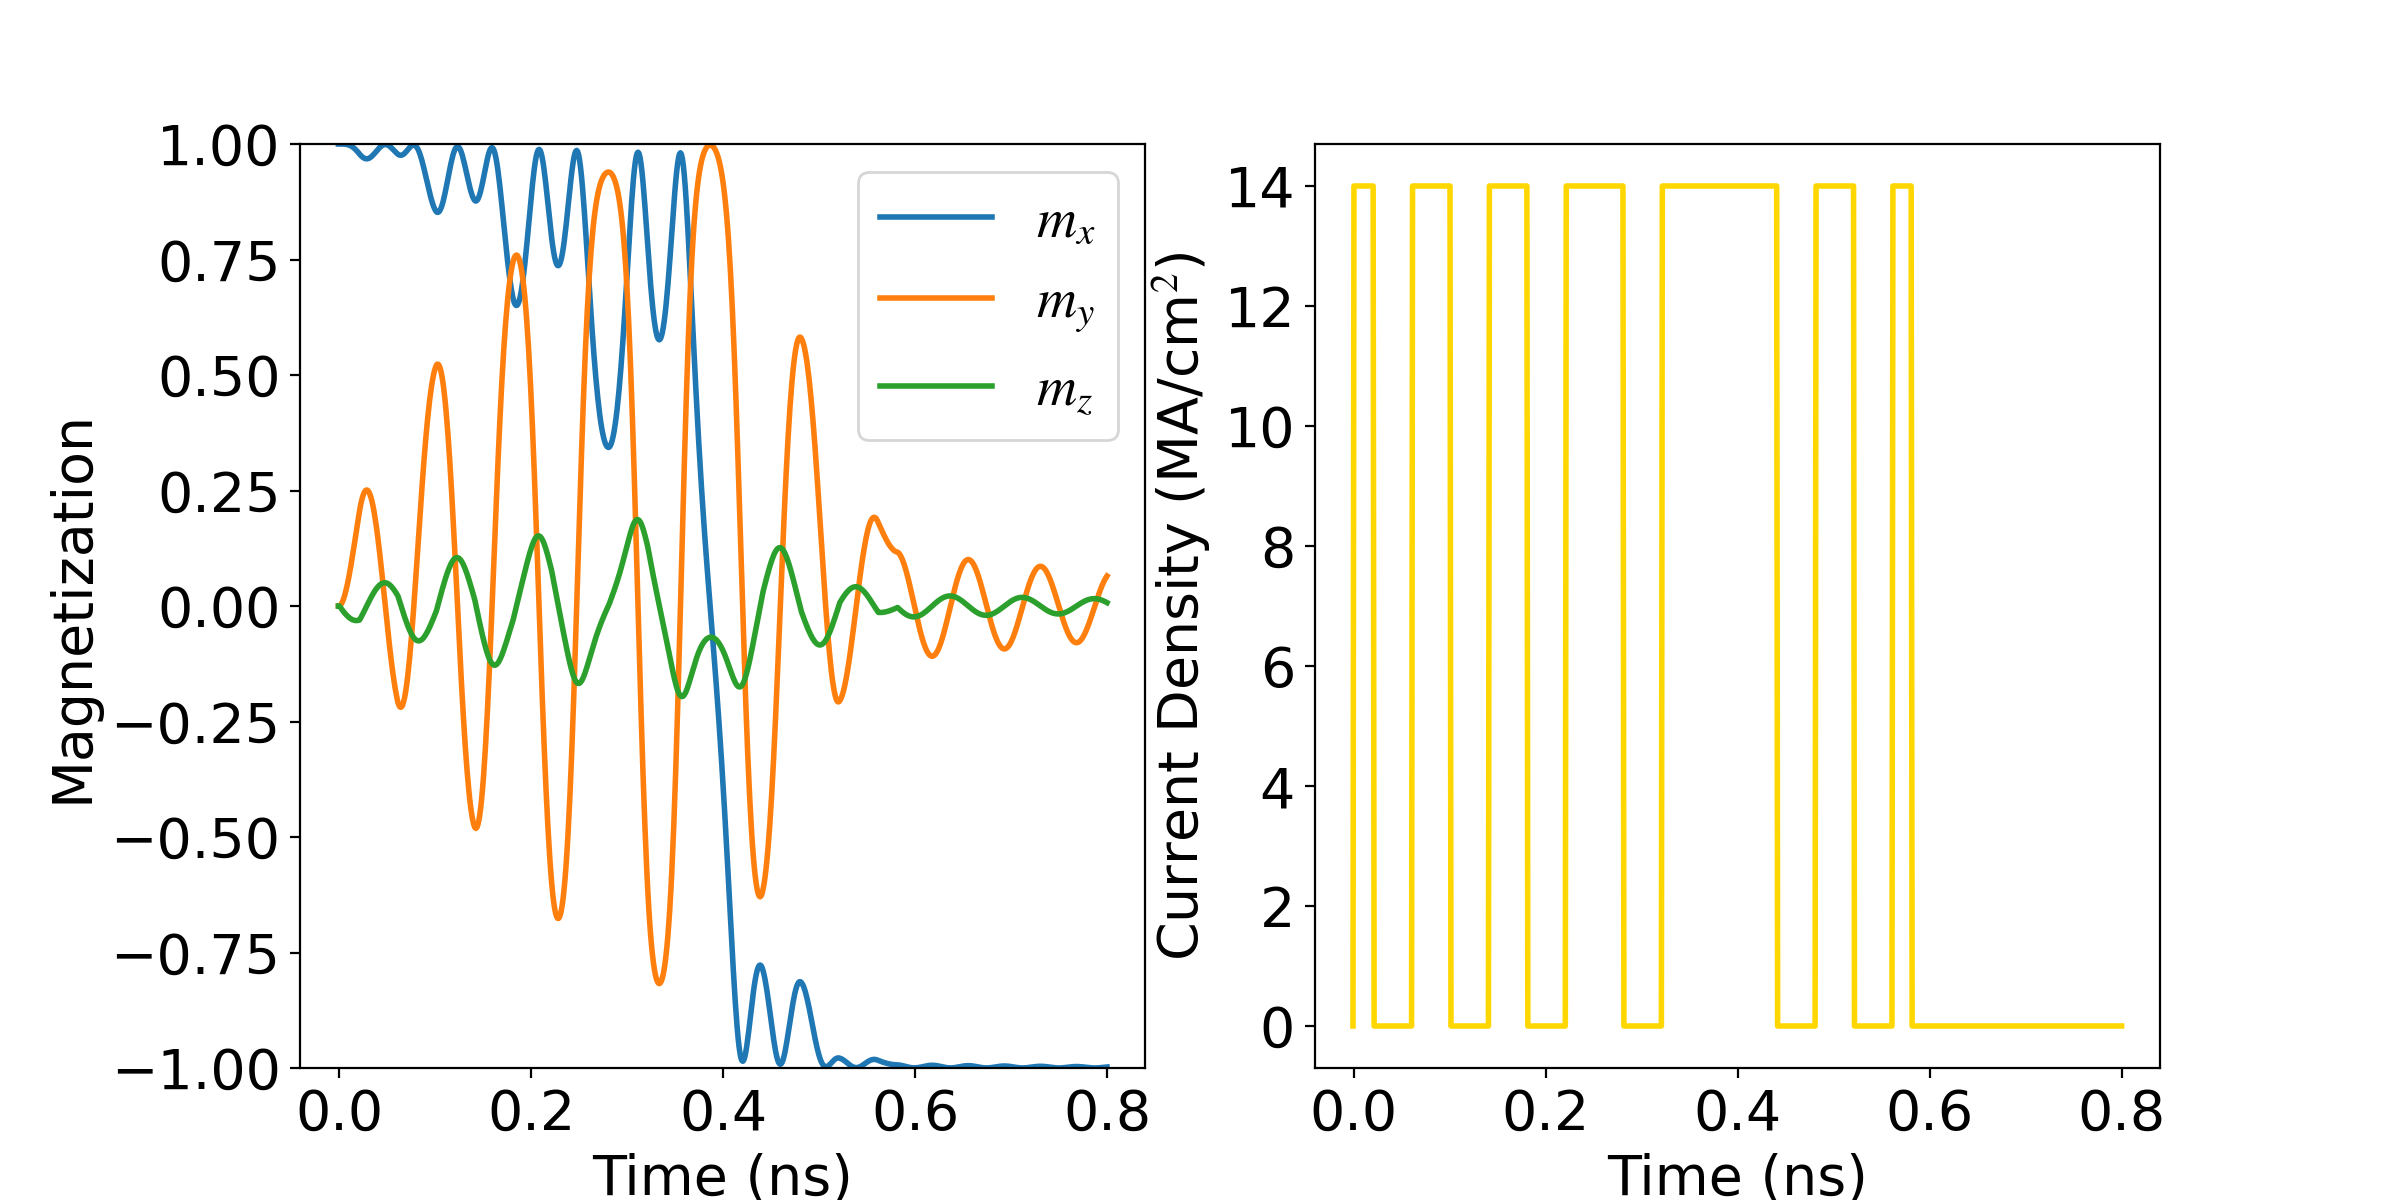 1.00
0.75
0.50
0.25
0.00
−0.25
−0.50
−0.75
−1.00
Magnetization
0.0 0.2 0.4 0.6 0.8
Time (ns)
m_x
m_y
m_z
14
12
10
8
6
4
2
0
Current Density (MA/cm²)
0.0 0.2 0.4 0.6 0.8
Time (ns)